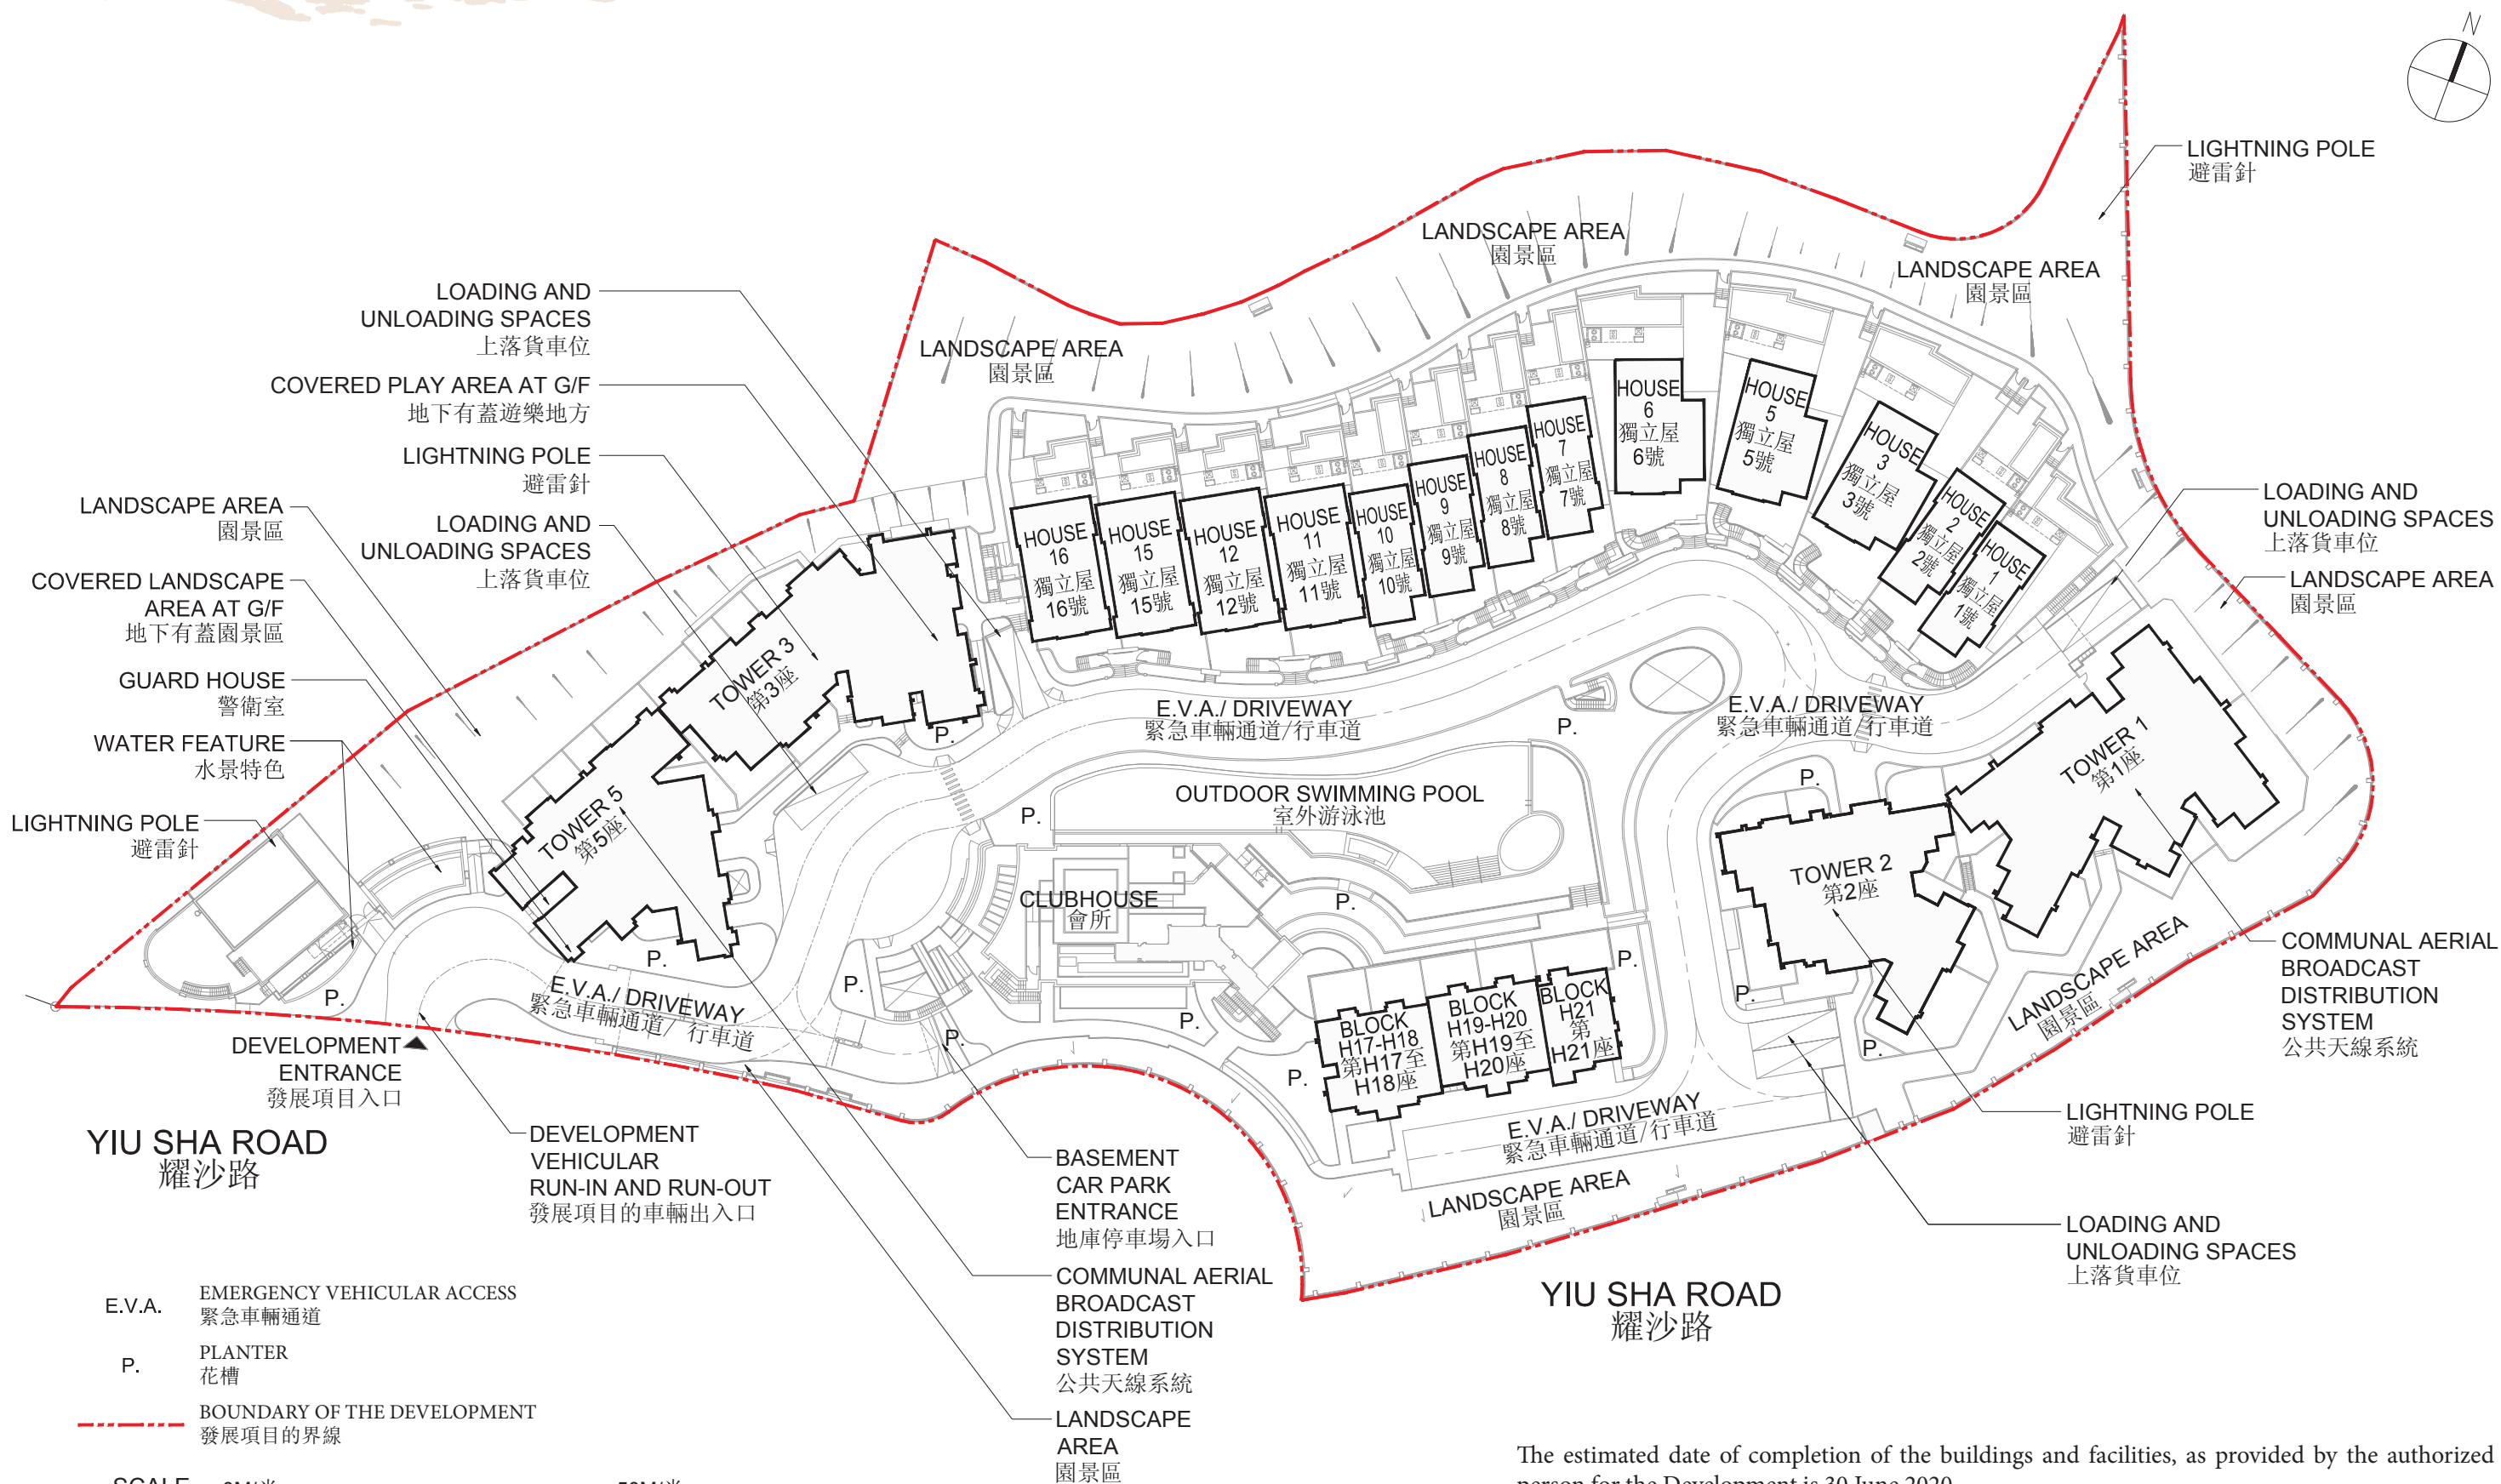 N
LIGHTNING POLE
避雷針
LANDSCAPE AREA
園景區
LANDSCAPE AREA
園景區
LANDSCAPE AREA
園景區
LOADING AND
UNLOADING SPACES
上落貨車位
COVERED PLAY AREA AT G/F
地下有蓋遊樂地方
LIGHTNING POLE
避雷針
LOADING AND
UNLOADING SPACES
上落貨車位
LANDSCAPE AREA
園景區
COVERED LANDSCAPE
AREA AT G/F
地下有蓋園景區
GUARD HOUSE
警衛室
WATER FEATURE
水景特色
LIGHTNING POLE
避雷針
HOUSE
16
獨立屋
16號
HOUSE
15
獨立屋
15號
HOUSE
12
獨立屋
12號
HOUSE
11
獨立屋
11號
HOUSE
10
獨立屋
10號
HOUSE
9
獨立屋
9號
HOUSE
8
獨立屋
8號
HOUSE
7
獨立屋
7號
HOUSE
6
獨立屋
6號
HOUSE
5
獨立屋
5號
HOUSE
3
獨立屋
3號
HOUSE
2
獨立屋
2號
HOUSE
1
獨立屋
1號
LOADING AND
UNLOADING SPACES
上落貨車位
LANDSCAPE AREA
園景區
TOWER 3
第3座
TOWER 5
第5座
P.
E.V.A./ DRIVEWAY
緊急車輛通道/行車道
P.
E.V.A./ DRIVEWAY
緊急車輛通道/行車道
TOWER 1
第1座
P.
OUTDOOR SWIMMING POOL
室外游泳池
P.
TOWER 2
第2座
CLUBHOUSE
會所
P.
P.
P.
P.
P.
P.
P.
P.
P.
P.
P.
E.V.A./ DRIVEWAY
緊急車輛通道/ 行車道
BLOCK
H17-H18
第H17至
H18座
BLOCK
H19-H20
第H19至
H20座
BLOCK
H21
第
H21座
LANDSCAPE AREA
園景區
COMMUNAL AERIAL
BROADCAST
DISTRIBUTION
SYSTEM
公共天線系統
DEVELOPMENT
ENTRANCE
發展項目入口
YIU SHA ROAD
耀沙路
DEVELOPMENT
VEHICULAR
RUN-IN AND RUN-OUT
發展項目的車輛出入口
BASEMENT
CAR PARK
ENTRANCE
地庫停車場入口
E.V.A./ DRIVEWAY
緊急車輛通道/行車道
LANDSCAPE AREA
園景區
LIGHTNING POLE
避雷針
LOADING AND
UNLOADING SPACES
上落貨車位
YIU SHA ROAD
耀沙路
COMMUNAL AERIAL
BROADCAST
DISTRIBUTION
SYSTEM
公共天線系統
LANDSCAPE
AREA
園景區
E.V.A.
EMERGENCY VEHICULAR ACCESS
緊急車輛通道
P.
PLANTER
花槽
BOUNDARY OF THE DEVELOPMENT
發展項目的界線
The estimated date of completion of the buildings and facilities, as provided by the authorized
person for the Development is 30 June 2020